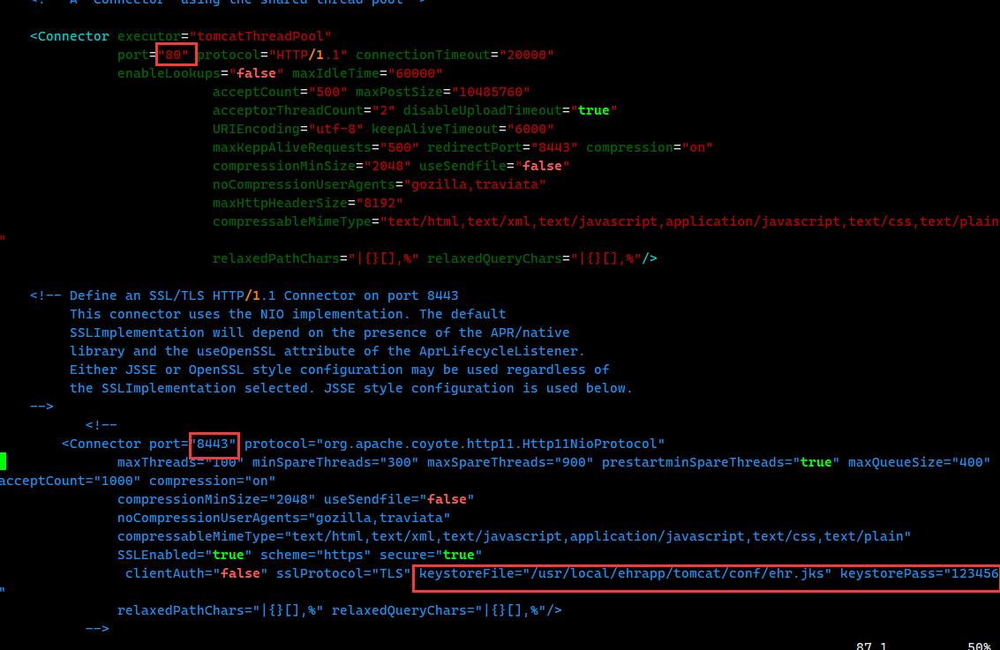 <!-- A "Connector" using the shared thread pool-->
<Connector executor="tomcatThreadPool"
port="80" protocol="HTTP/1.1" connectionTimeout="20000"
enableLookups="false" maxIdleTime="60000"
acceptCount="500" maxPostSize="10485760"
acceptorThreadCount="2" disableUploadTimeout="true"
URIEncoding="utf-8" keepAliveTimeout="6000"
maxKeppAliveRequests="500" redirectPort="8443" compression="on"
compressionMinSize="2048" useSendfile="false"
noCompressionUserAgents="gozilla,traviata"
maxHttpHeaderSize="8192"
compressableMimeType="text/html,text/xml,text/javascript,application/javascript,text/css,text/plain
"
relaxedPathChars="|{}[],%" relaxedQueryChars="|{}[],%"/>
<!-- Define an SSL/TLS HTTP/1.1 Connector on port 8443
This connector uses the NIO implementation. The default
SSLImplementation will depend on the presence of the APR/native
library and the useOpenSSL attribute of the AprLifecycleListener.
Either JSSE or OpenSSL style configuration may be used regardless of
the SSLImplementation selected. JSSE style configuration is used below.
-->
<!--
<Connector port="8443" protocol="org.apache.coyote.http11.Http11NioProtocol"
maxThreads="100" minSpareThreads="300" maxSpareThreads="900" prestartminSpareThreads="true" maxQueueSize="400"
acceptCount="1000" compression="on"
compressionMinSize="2048" useSendfile="false"
noCompressionUserAgents="gozilla,traviata"
compressableMimeType="text/html,text/xml,text/javascript,application/javascript,text/css,text/plain"
SSLEnabled="true" scheme="https" secure="true"
clientAuth="false" sslProtocol="TLS" keystoreFile="/usr/local/ehrapp/tomcat/conf/ehr.jks" keystorePass="123456
"
relaxedPathChars="|{}[],%" relaxedQueryChars="|{}[],%"/>
-->
87,1 50%